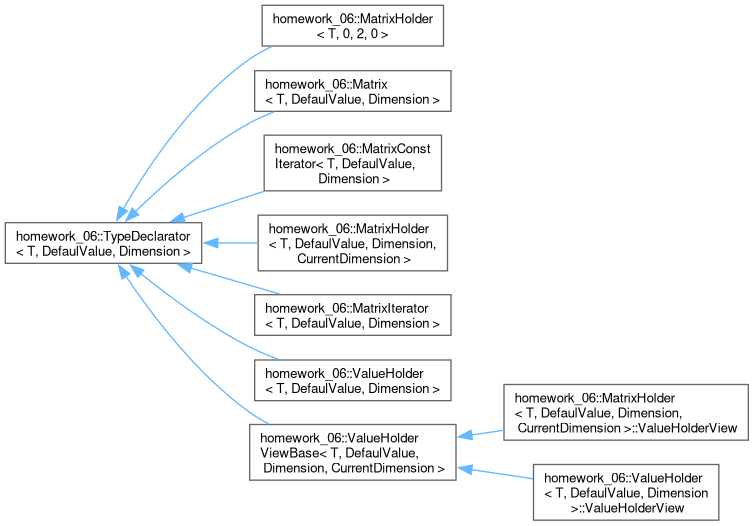 homework_06::MatrixHolder
< T, 0, 2, 0 >
homework_06::Matrix
< T, DefaulValue, Dimension >
homework_06::MatrixConst
Iterator< T, DefaulValue,
Dimension >
homework_06::TypeDeclarator
< T, DefaulValue, Dimension >
homework_06::MatrixHolder
< T, DefaulValue, Dimension,
CurrentDimension >
homework_06::MatrixIterator
< T, DefaulValue, Dimension >
homework_06::ValueHolder
< T, DefaulValue, Dimension >
homework_06::ValueHolder
ViewBase< T, DefaulValue,
Dimension, CurrentDimension >
homework_06::MatrixHolder
< T, DefaulValue, Dimension,
CurrentDimension >::ValueHolderView
homework_06::ValueHolder
< T, DefaulValue, Dimension
>::ValueHolderView